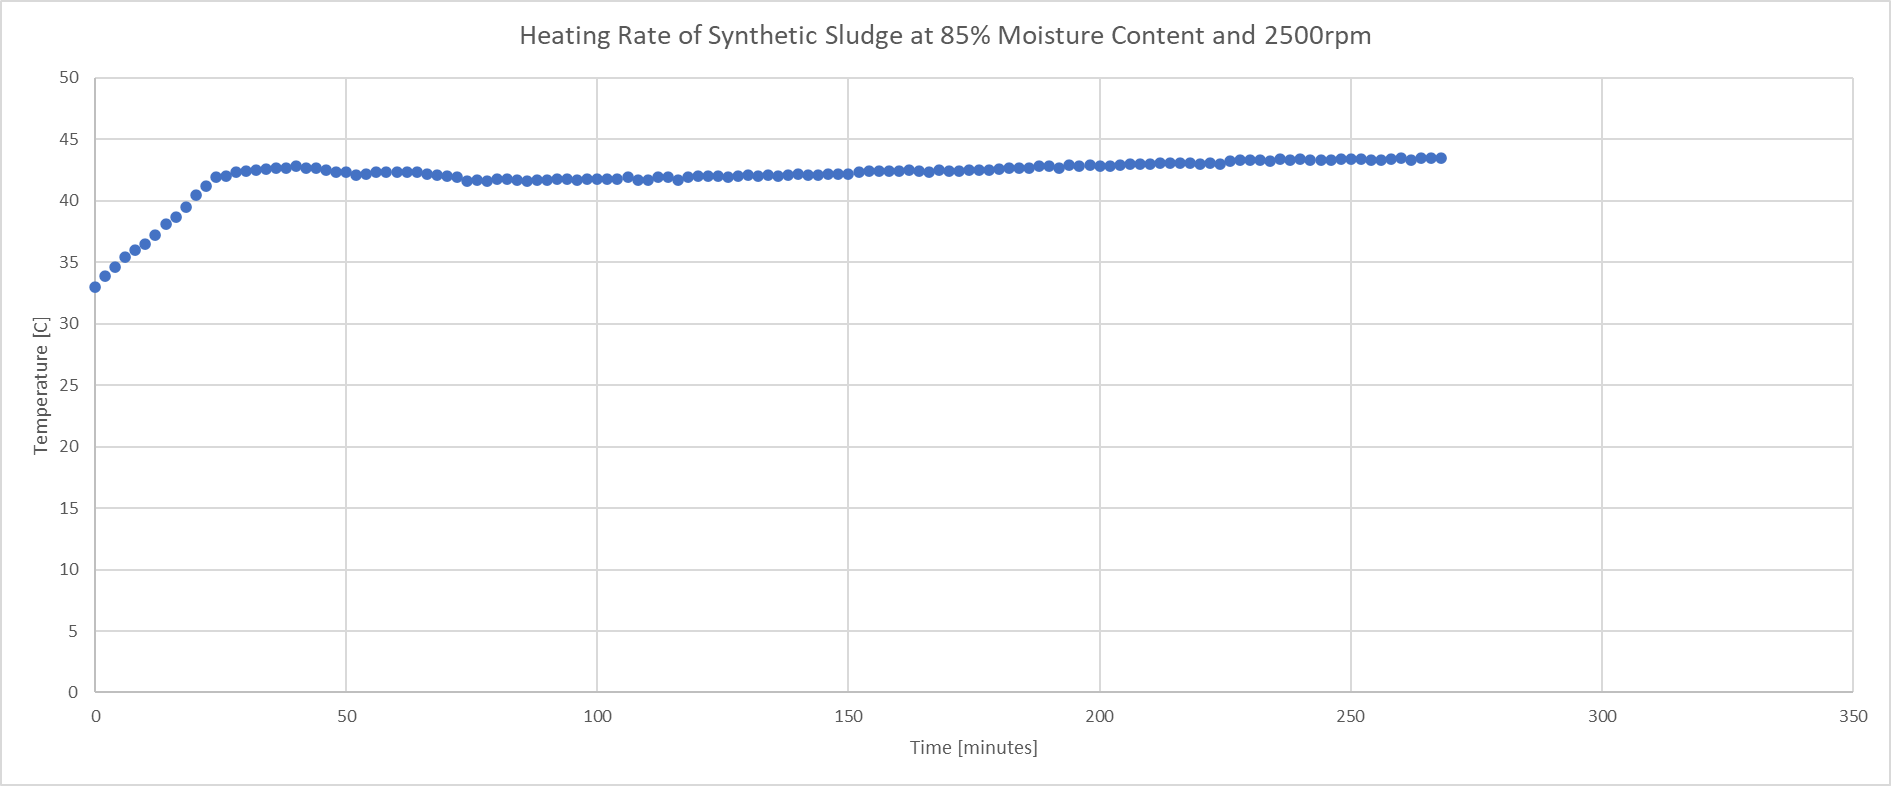 Heating Rate of Synthetic Sludge at 85% Moisture Content and 2500rpm
50
45
40
35
30
25
20
15
10
5
0
Temperature [C]
0 50 100 150 200 250 300 350
Time [minutes]